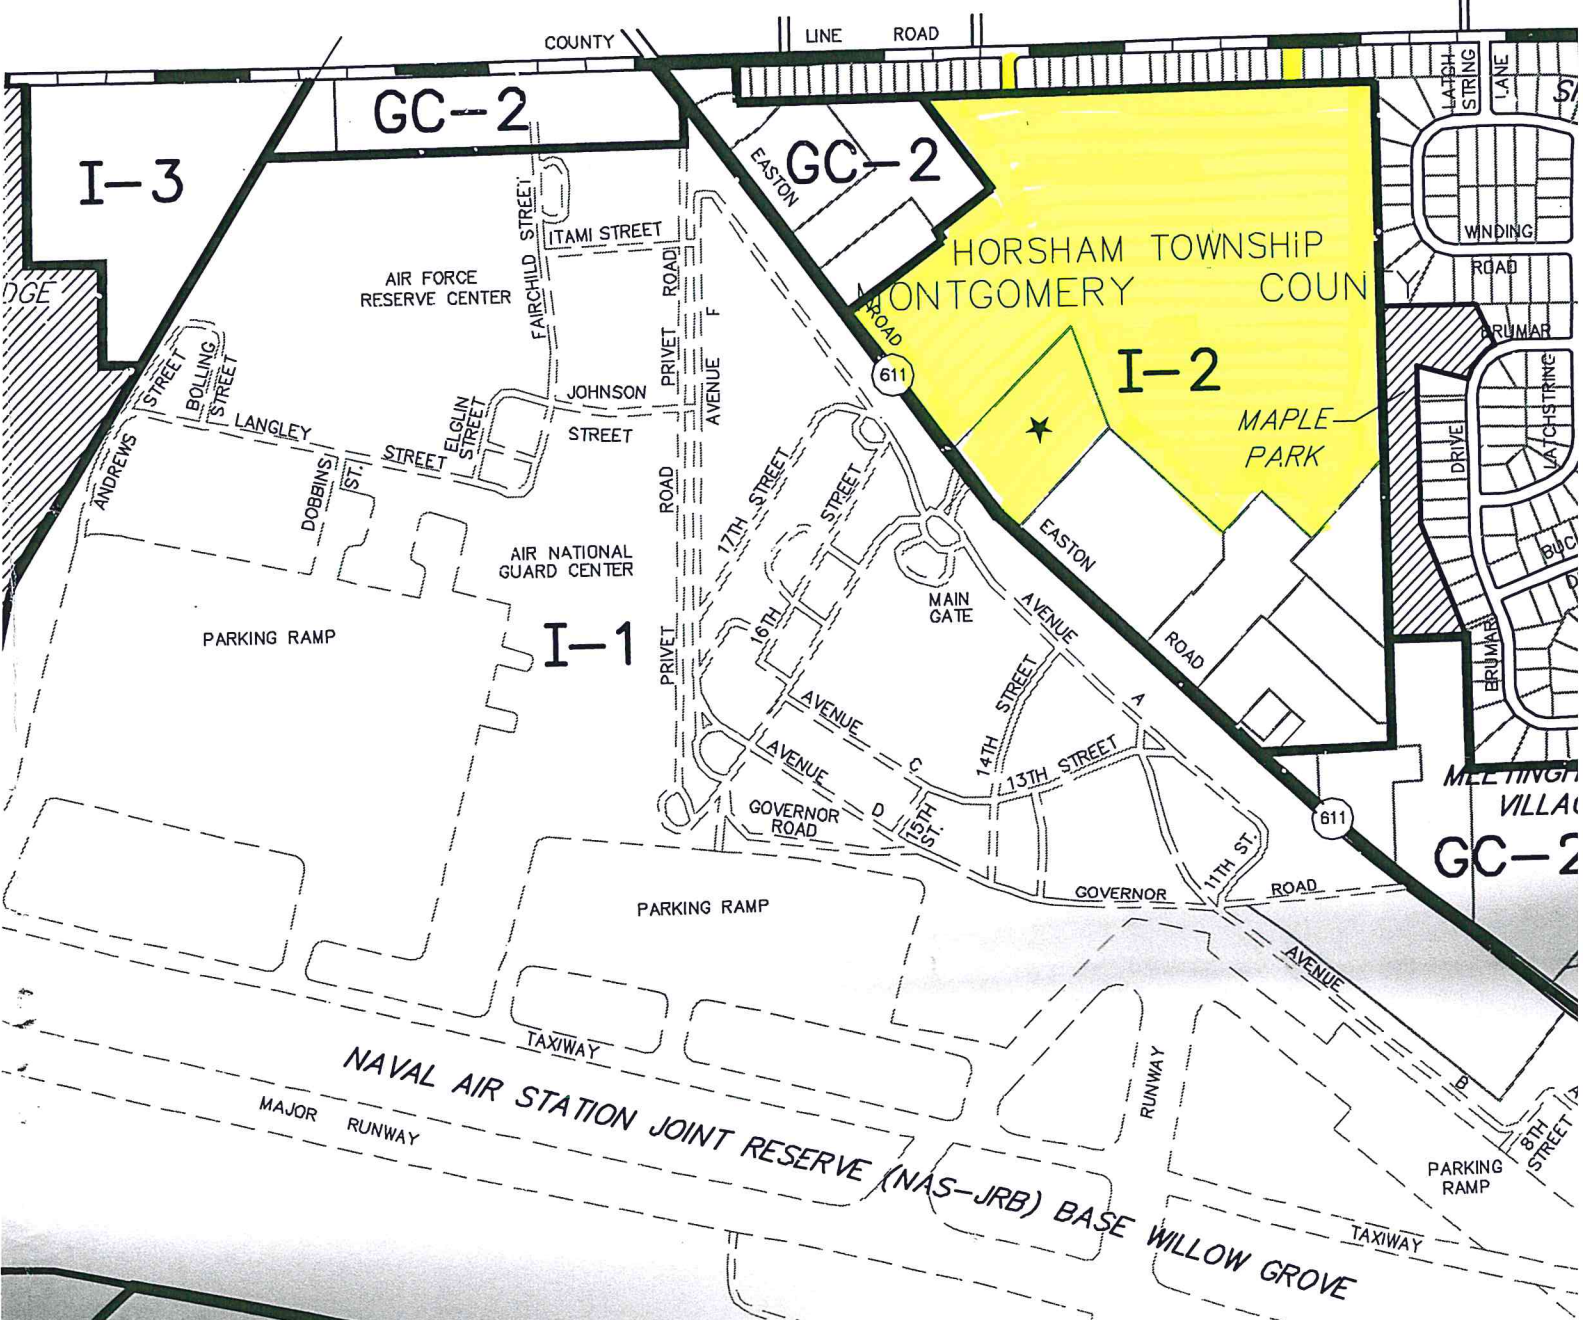 COUNTY
LINE ROAD
GC-2
I-3
GC-2
EASTON
LATCH
STRING
LANE
FAIRCHILD STREET
ITAMI STREET
AIR FORCE
RESERVE CENTER
PRIVET ROAD
AVENUE F
HORSHAM TOWNSHIP
MONTGOMERY COUNTY
WINDING
ROAD
BRUMAR
ROAD
611
I-2
MAPLE
PARK
DRIVE
LATCHSTRING
STREET
BOLLING
STREET
LANGLEY
STREET
ELGLIN
STREET
JOHNSON
STREET
ANDREWS
DOBBINS
ST.
ROAD
17TH STREET
STREET
16TH
EASTON
ROAD
AIR NATIONAL
GUARD CENTER
MAIN
GATE
AVENUE
A
PARKING RAMP
I-1
PRIVET
BRUMAR
AVENUE
C
AVENUE
D
14TH STREET
13TH STREET
15TH
ST.
GOVERNOR
ROAD
11TH ST.
611
GC-2
GOVERNOR ROAD
PARKING RAMP
AVENUE
B
TAXIWAY
NAVAL AIR STATION JOINT RESERVE (NAS-JRB) BASE WILLOW GROVE
MAJOR RUNWAY
RUNWAY
8TH
STREET
PARKING
RAMP
TAXIWAY